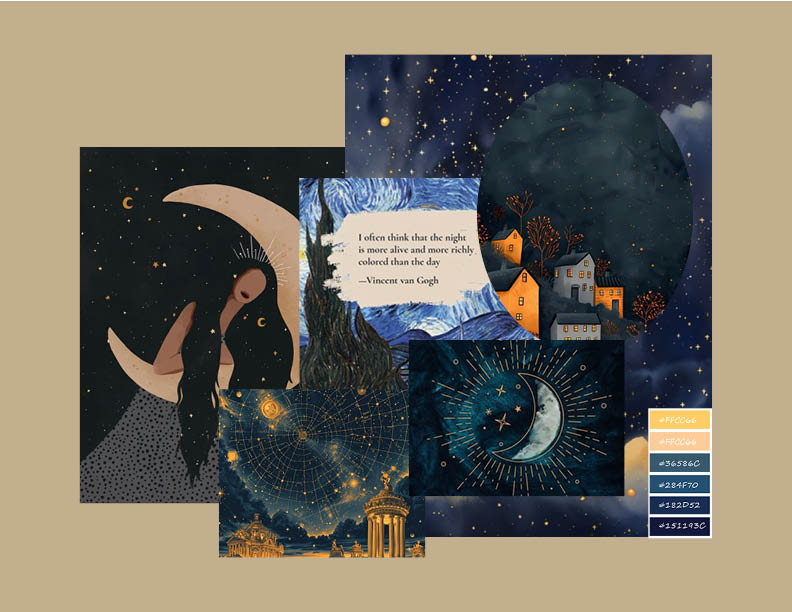 I often think that the night
is more alive and more richly
colored than the day
—Vincent van Gogh
#FFCC66
#FFCC66
#36586C
#284F70
#182D52
#151193C